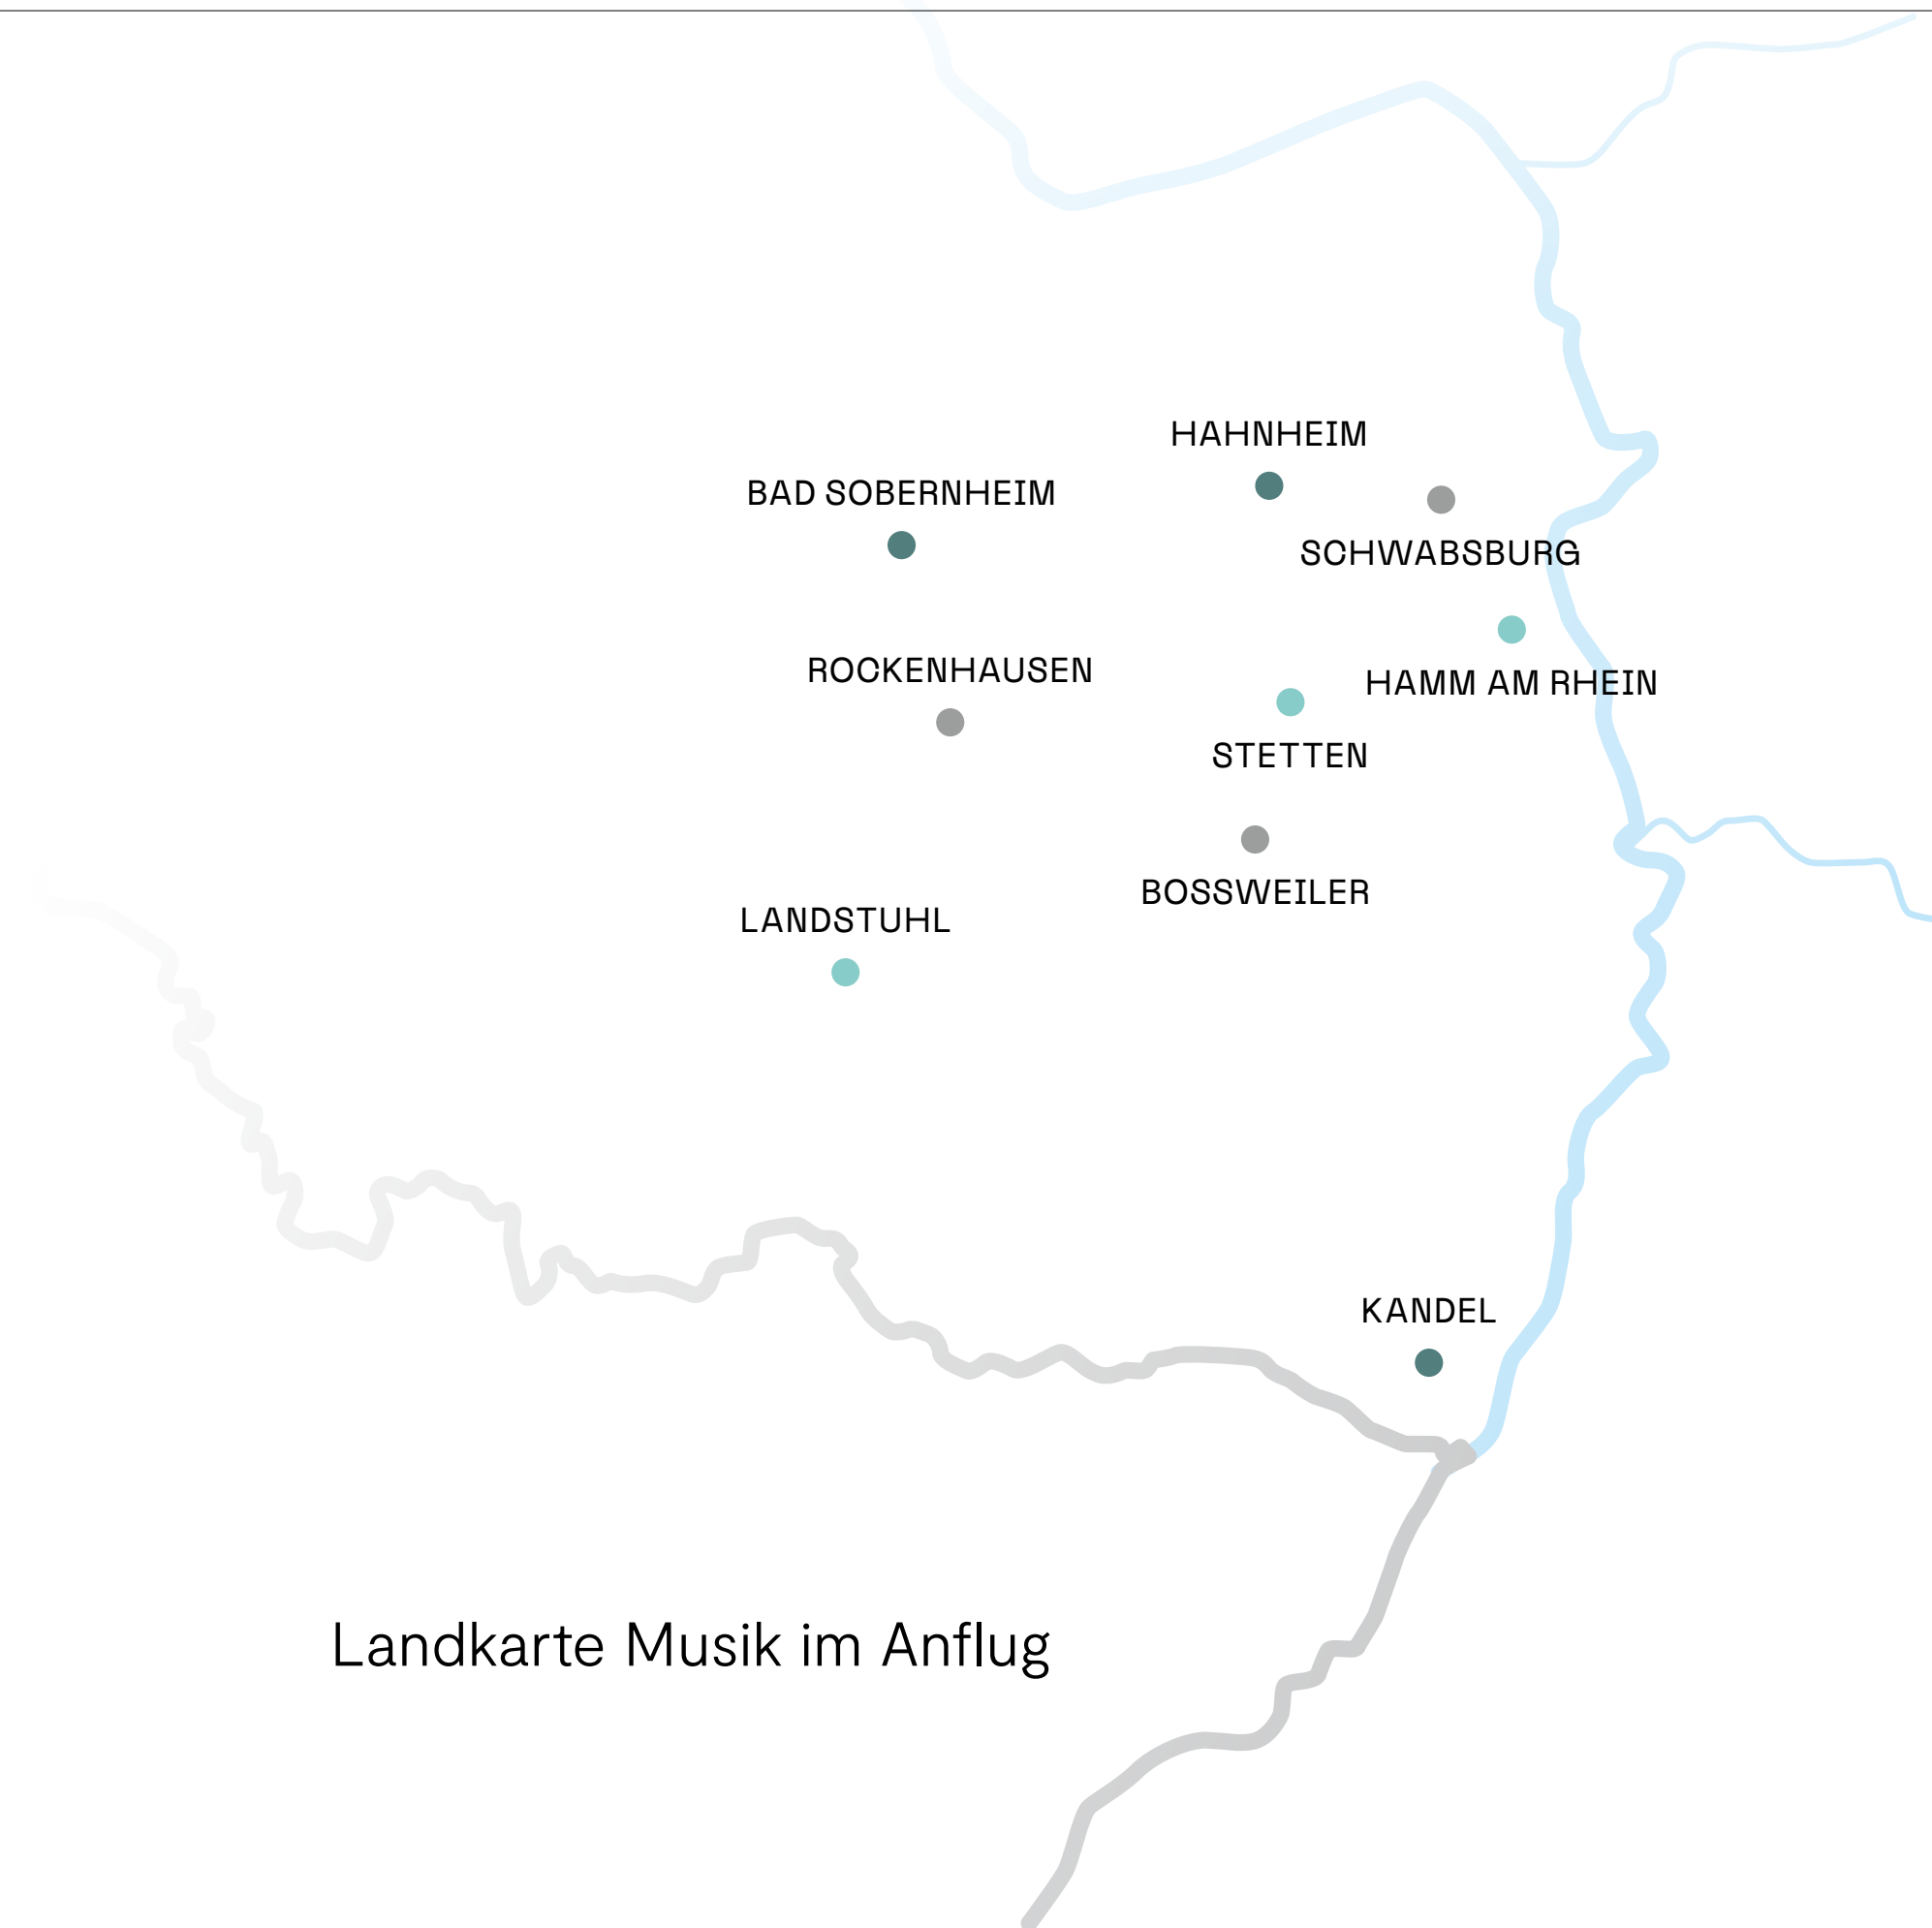 HAHNHEIM
BAD SOBERNHEIM
SCHWABSBURG
ROCKENHAUSEN
HAMM AM RHEIN
STETTEN
BOSSWEILER
LANDSTUHL
KANDEL
Landkarte Musik im Anflug